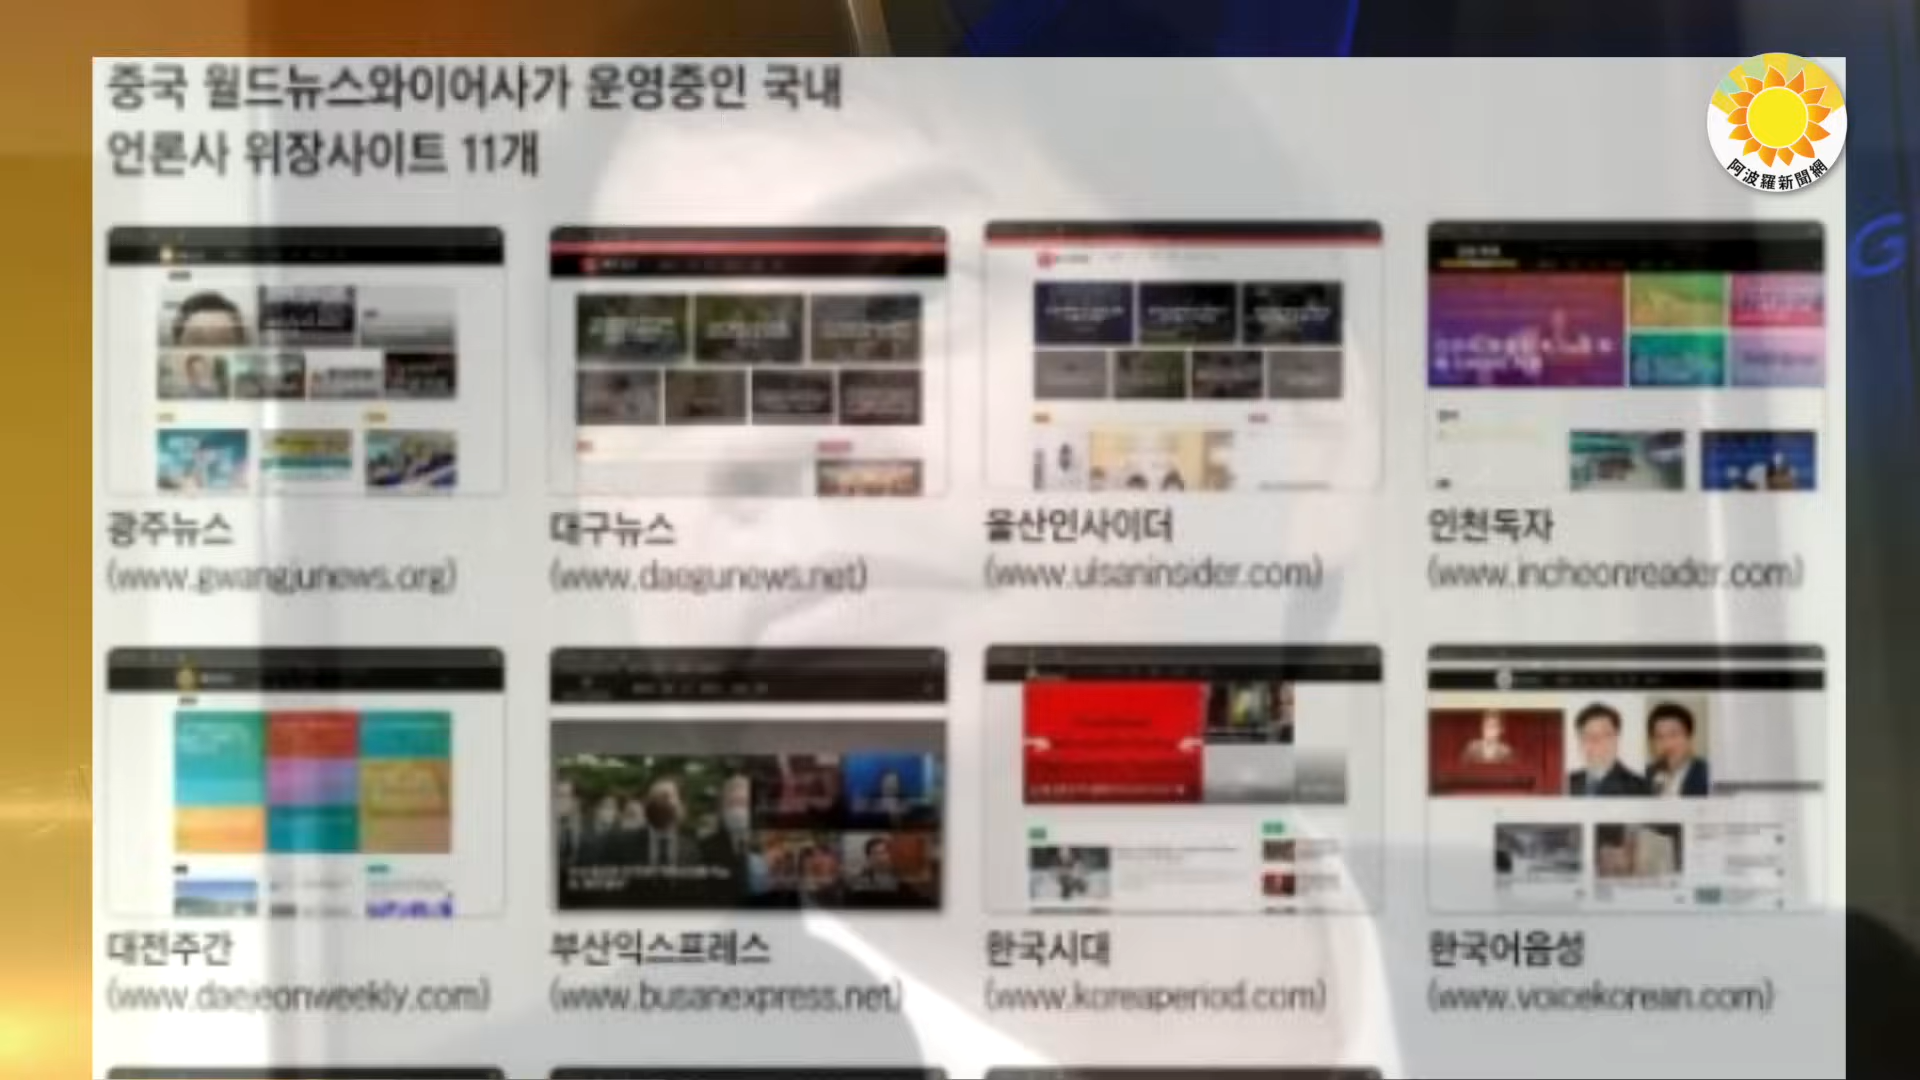 중국 월드뉴스와이어사가 운영중인 국내
언론사 위장사이트 11개
阿波羅新聞網
G
광주뉴스
(www.gwangjunews.org)
대구뉴스
(www.daegunews.net)
울산인사이더
(www.ulsaninsider.com)
인천독자
(www.incheonreader.com)
대전주간
(www.daejeonweekly.com)
부산익스프레스
(www.busanexpress.net)
한국시대
(www.koreaperiod.com)
한국어음성
(www.voicekorean.com)